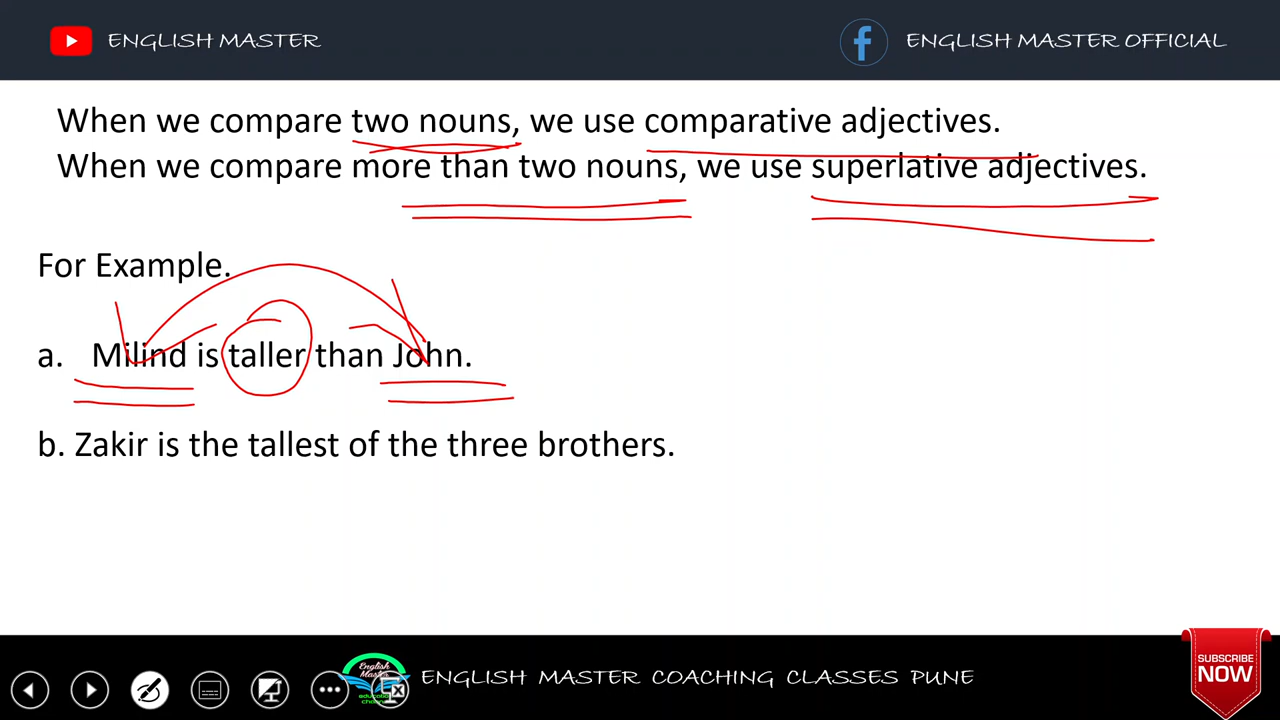 ENGLISH MASTER
ENGLISH MASTER OFFICIAL
When we compare two nouns, we use comparative adjectives.
When we compare more than two nouns, we use superlative adjectives.
For Example.
a. Milind is taller than John.
b. Zakir is the tallest of the three brothers.
English
Master
ENGLISH MASTER COACHING CLASSES PUNE
SUBSCRIBE
NOW